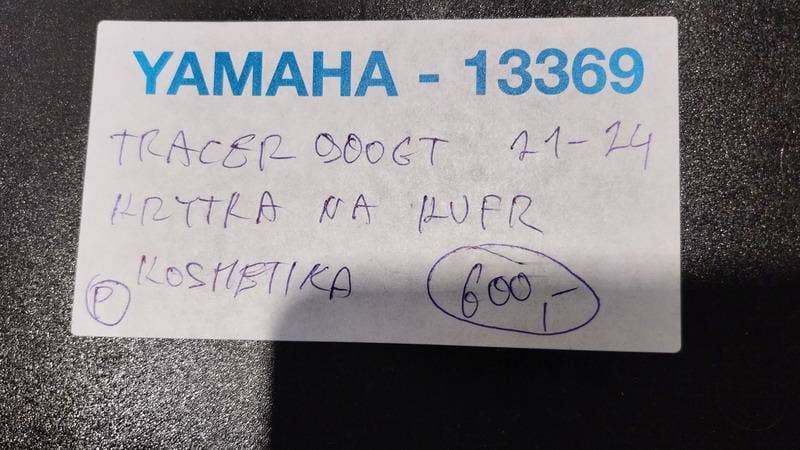 YAMAHA - 13369
TRACER 900GT 21-24
KRYTKA NA KUFR
KOSMETIKA 600,-
P